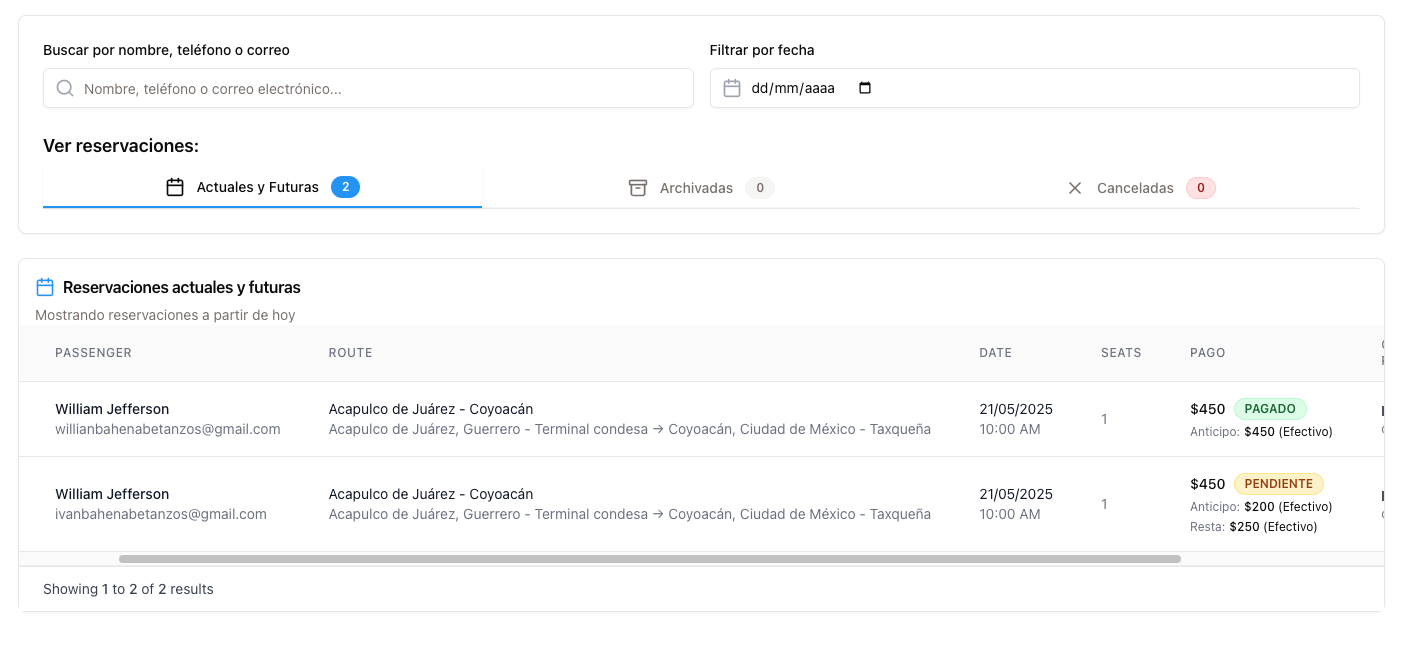 Buscar por nombre, teléfono o correo
Filtrar por fecha
Nombre, teléfono o correo electrónico...
dd/mm/aaaa
Ver reservaciones:
Actuales y Futuras 2
Archivadas 0
Canceladas 0
Reservaciones actuales y futuras
Mostrando reservaciones a partir de hoy
PASSENGER ROUTE DATE SEATS PAGO
William Jefferson
willianbahenabetanzos@gmail.com
Acapulco de Juárez - Coyoacán
Acapulco de Juárez, Guerrero - Terminal condesa → Coyoacán, Ciudad de México - Taxqueña
21/05/2025
10:00 AM
1
$450 PAGADO
Anticipo: $450 (Efectivo)
William Jefferson
ivanbahenabetanzos@gmail.com
Acapulco de Juárez - Coyoacán
Acapulco de Juárez, Guerrero - Terminal condesa → Coyoacán, Ciudad de México - Taxqueña
21/05/2025
10:00 AM
1
$450 PENDIENTE
Anticipo: $200 (Efectivo)
Resta: $250 (Efectivo)
Showing 1 to 2 of 2 results